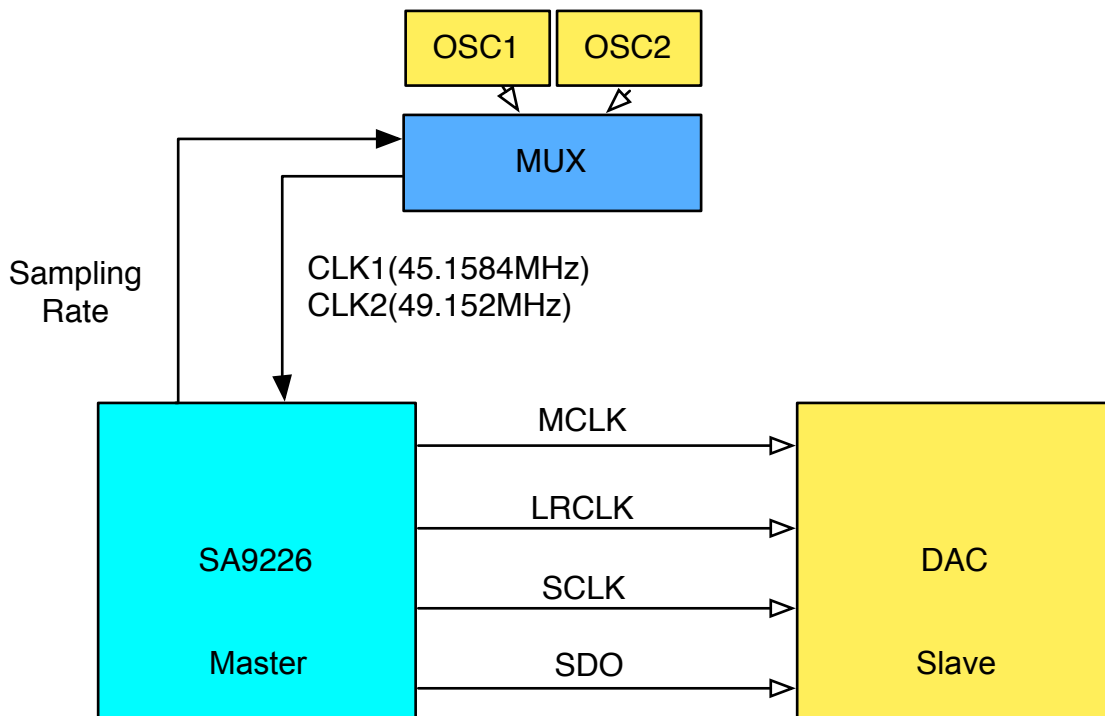 OSC1
OSC2
MUX
Sampling
Rate
CLK1(45.1584MHz)
CLK2(49.152MHz)
MCLK
LRCLK
SCLK
SDO
SA9226
Master
DAC
Slave